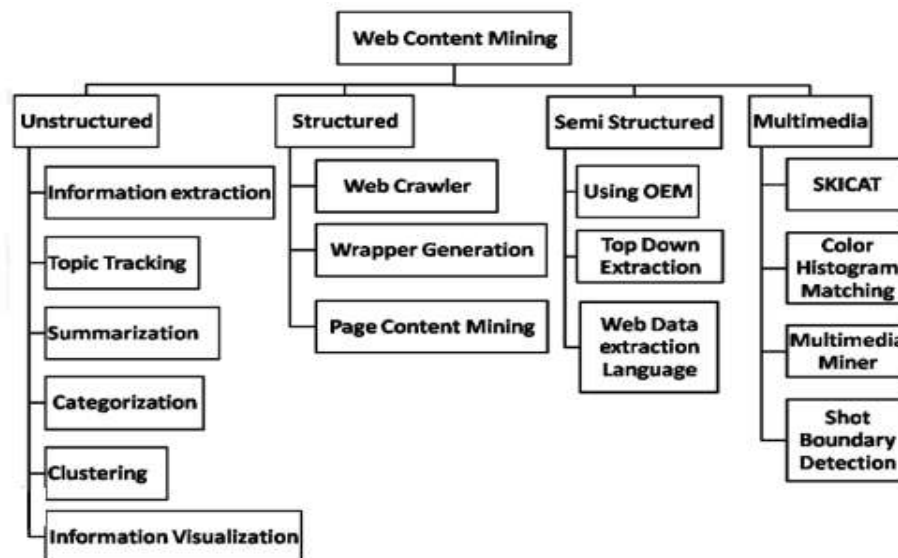 Web Content Mining
Unstructured
Information extraction
Topic Tracking
Summarization
Categorization
Clustering
Information Visualization
Structured
Web Crawler
Wrapper Generation
Page Content Mining
Semi Structured
Using OEM
Top Down
Extraction
Web Data
extraction
Language
Multimedia
SKICAT
Color
Histogram
Matching
Multimedia
Miner
Shot
Boundary
Detection